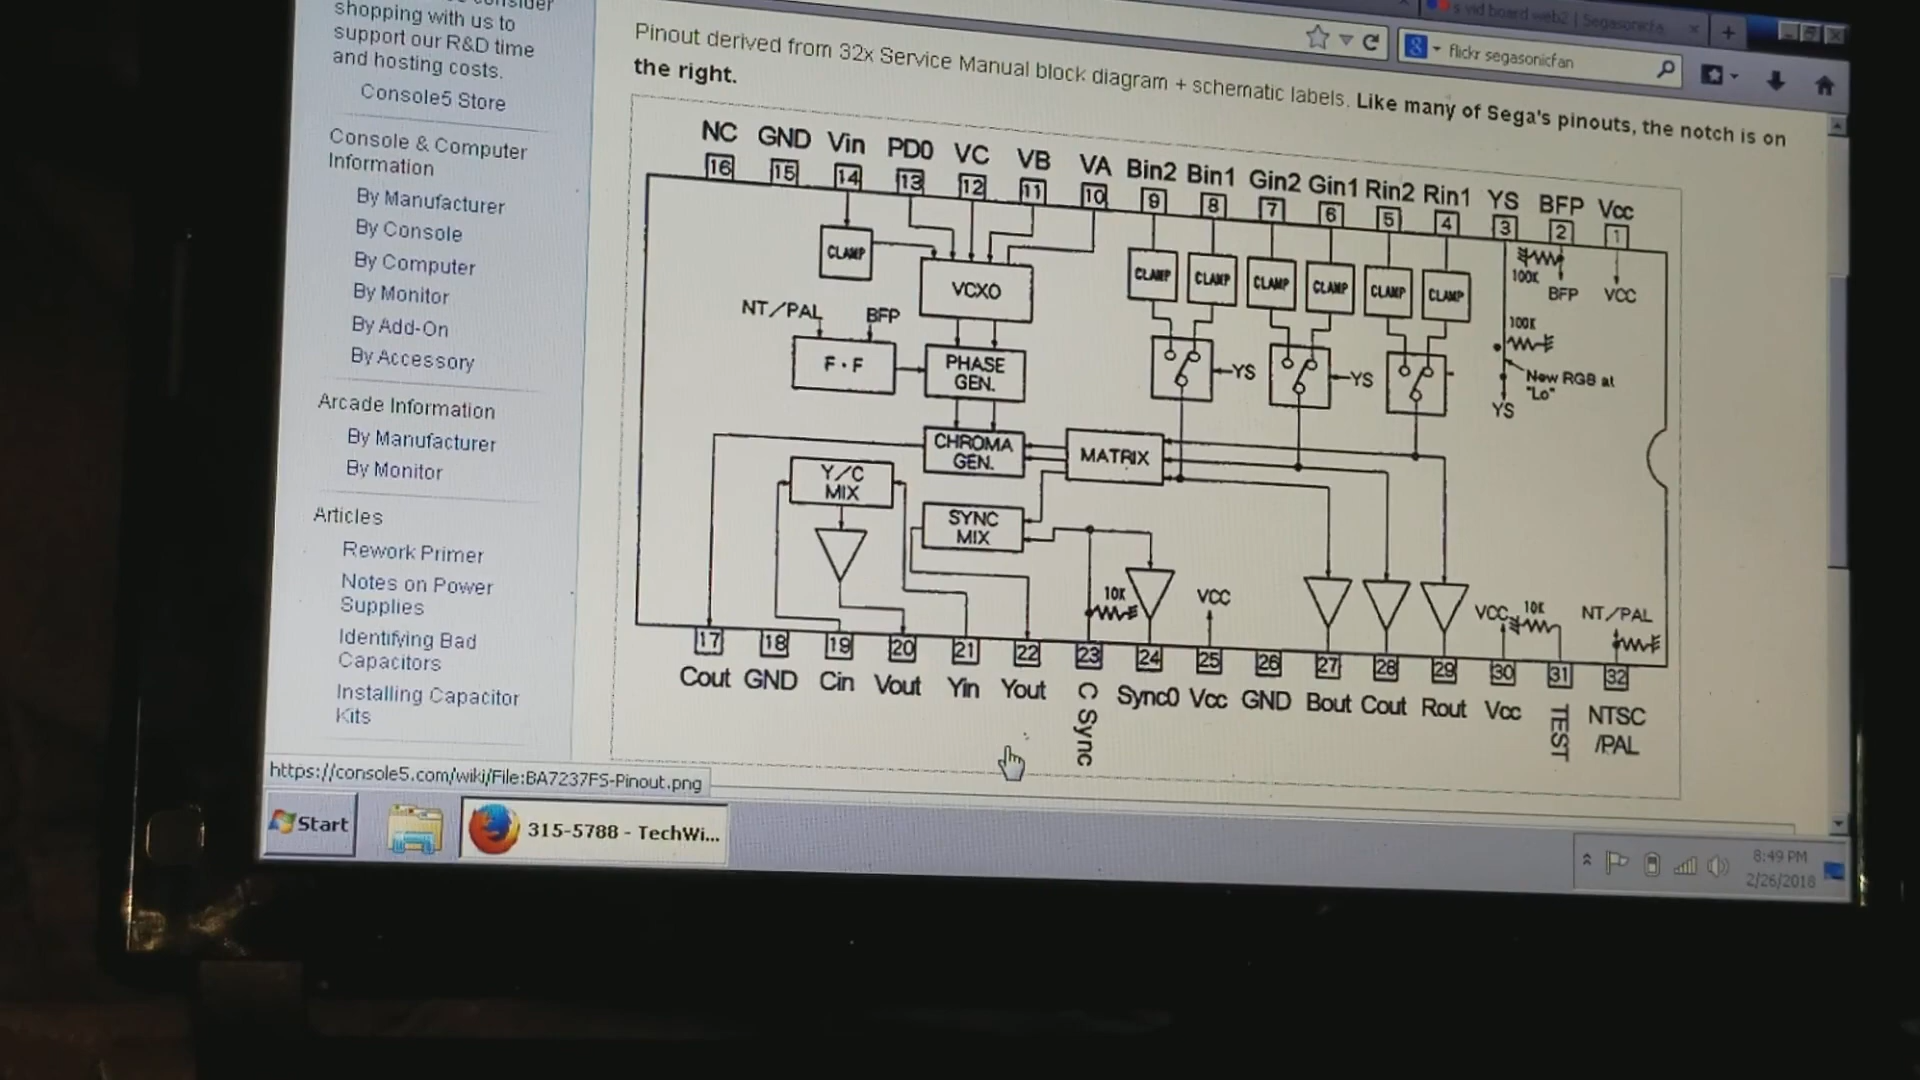 shopping with us to
support our R&D time
and hosting costs.
Console5 Store
Console & Computer
Information
By Manufacturer
By Console
By Computer
By Monitor
By Add-On
By Accessory
Arcade Information
By Manufacturer
By Monitor
Articles
Rework Primer
Notes on Power
Supplies
Identifying Bad
Capacitors
Installing Capacitor
Kits
s vid board web2 | Segasonicfa
flickr segasonicfan
Pinout derived from 32x Service Manual block diagram + schematic labels. Like many of Sega's pinouts, the notch is on
the right.
NC GND Vin PD0 VC VB VA Bin2 Bin1 Gin2 Gin1 Rin2 Rin1 YS BFP Vcc
16 15 14 13 12 11 10 9 8 7 6 5 4 3 2 1
CLAMP VCXO CLAMP CLAMP CLAMP CLAMP CLAMP CLAMP
100K BFP VCC
NT/PAL BFP
100K
F·F PHASE
GEN.
YS YS
New RGB at
"Lo"
YS
CHROMA
GEN.
MATRIX
Y/C
MIX
SYNC
MIX
10K VCC VCC 10K NT/PAL
17 18 19 20 21 22 23 24 25 26 27 28 29 30 31 32
Cout GND Cin Vout Yin Yout C Sync Sync0 Vcc GND Bout Cout Rout Vcc TEST NTSC
/PAL
https://console5.com/wiki/File:BA7237FS-Pinout.png
Start
315-5788 - TechWi...
8:49 PM
2/26/2018